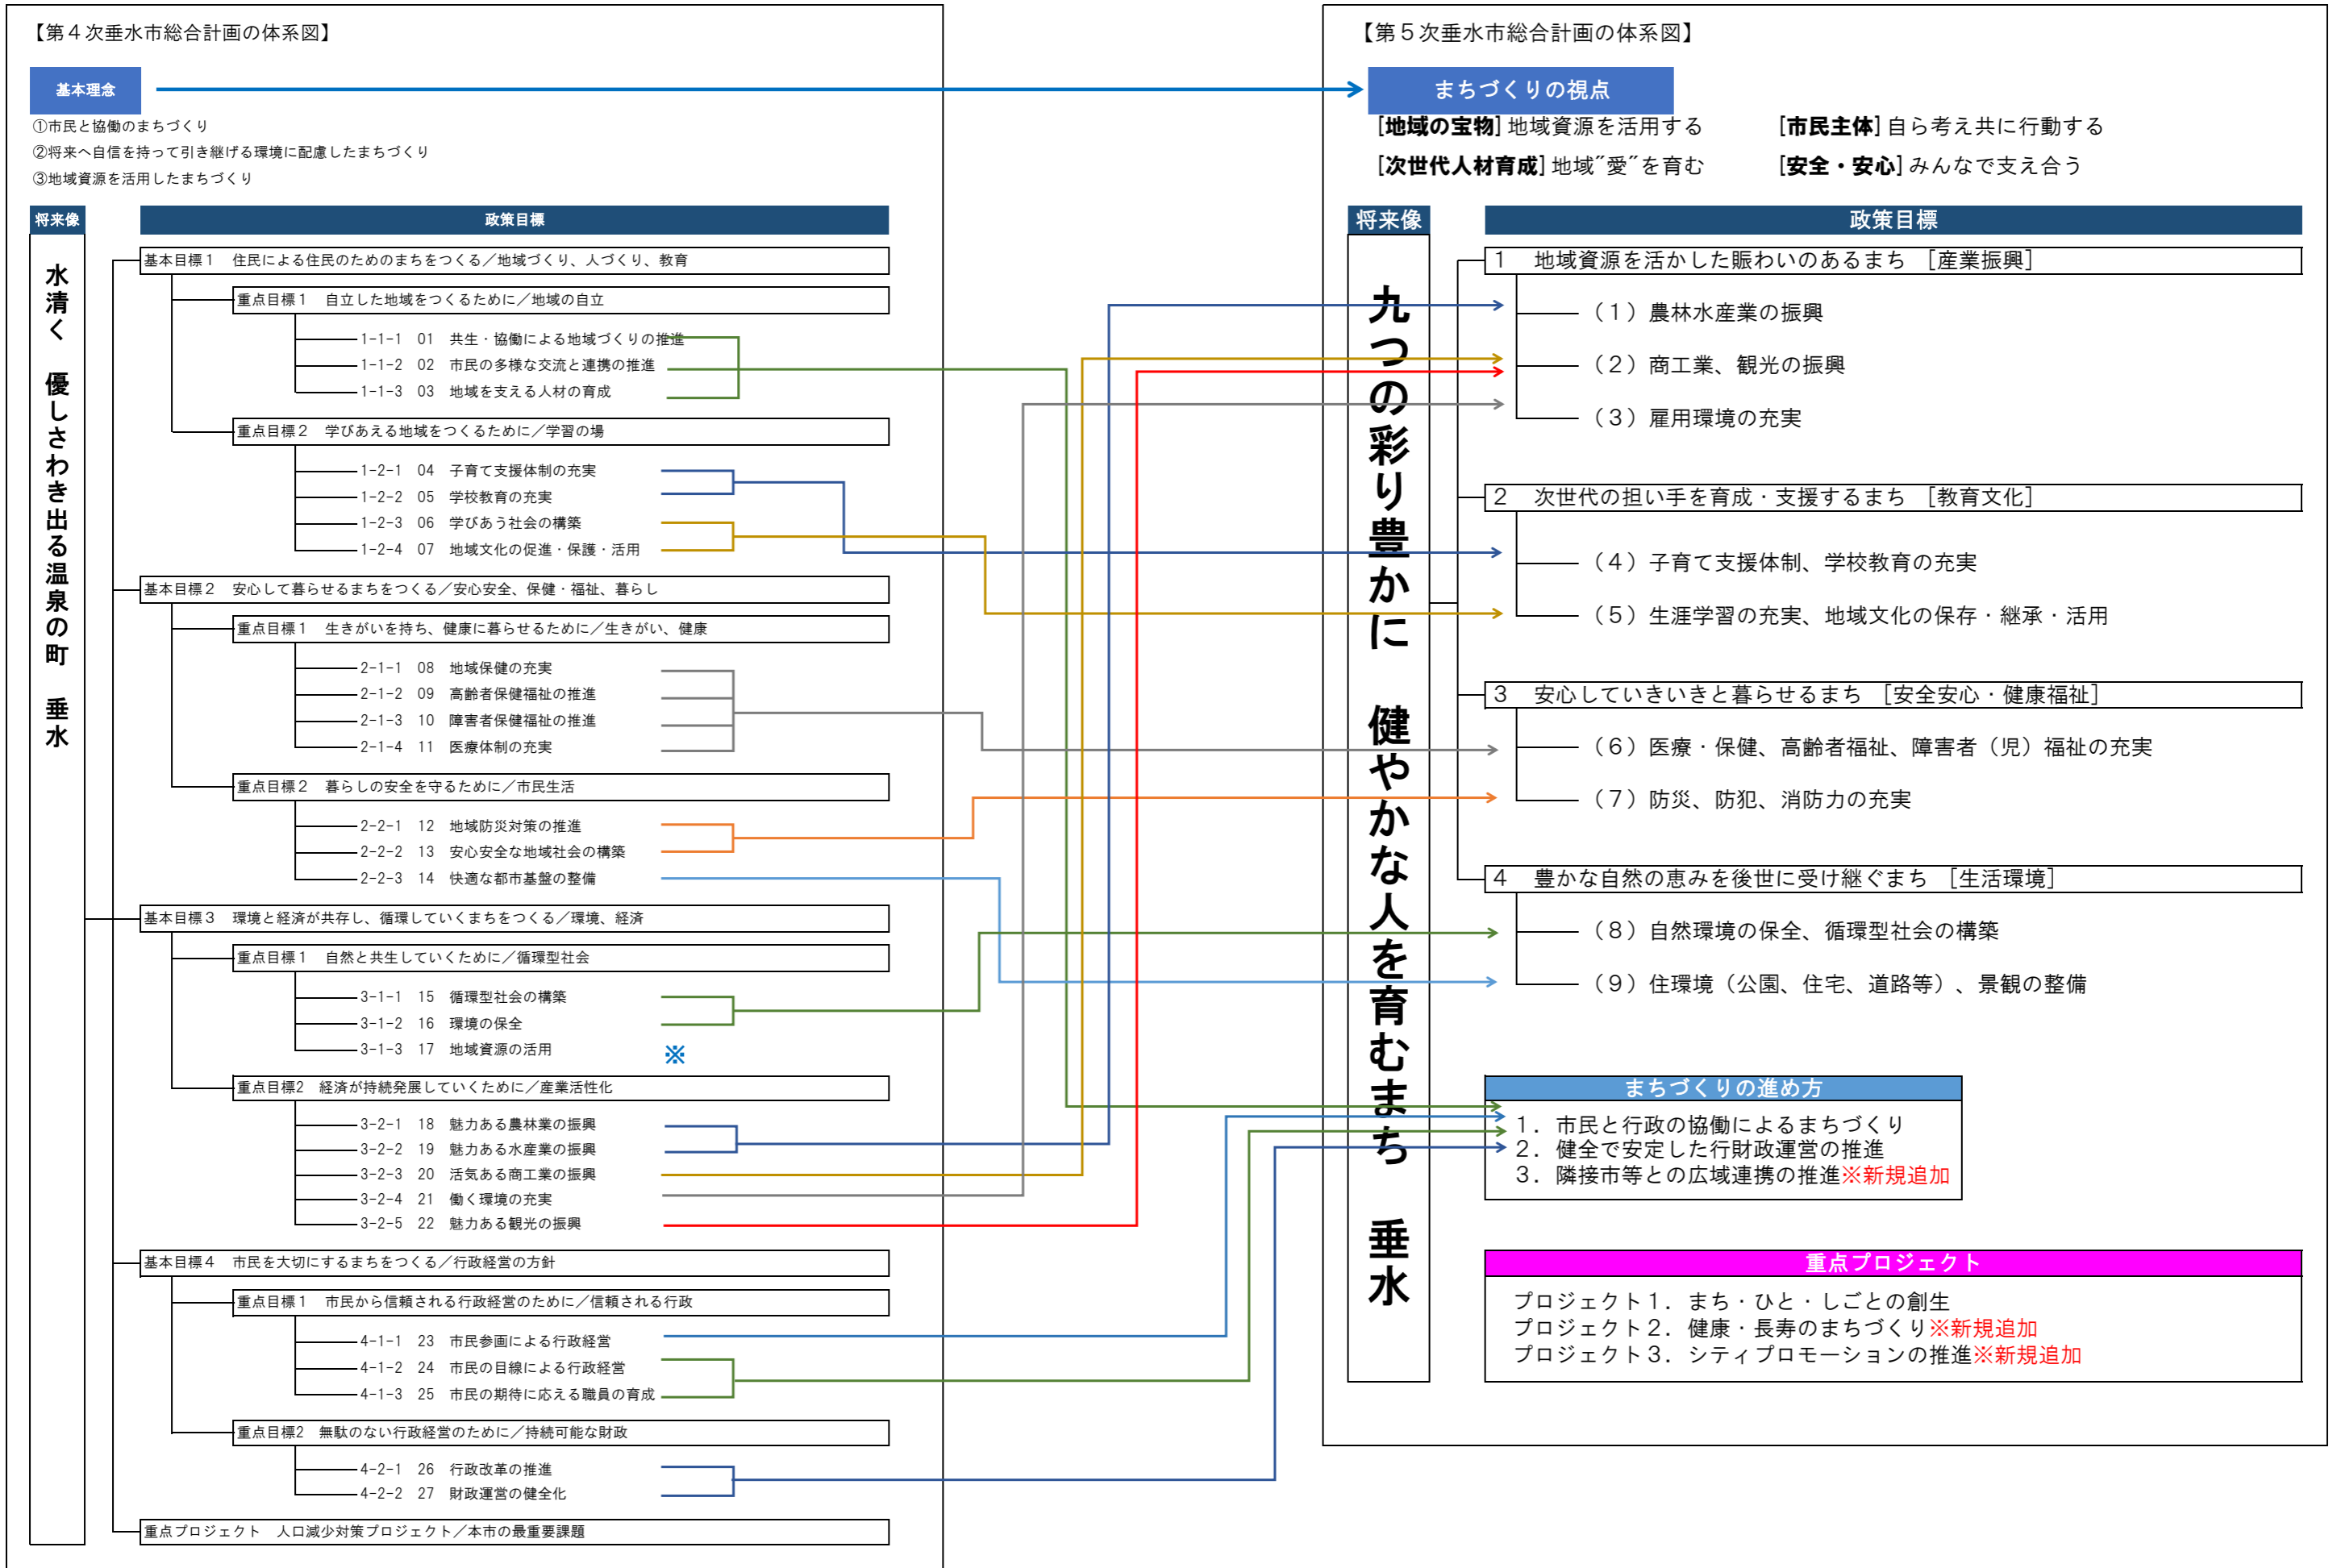 【第４次垂水市総合計画の体系図】
基本理念
①市民と協働のまちづくり
②将来へ自信を持って引き継げる環境に配慮したまちづくり
③地域資源を活用したまちづくり
将来像
水清く　優しさわき出る温泉の町　垂水
政策目標
基本目標１　住民による住民のためのまちをつくる／地域づくり、人づくり、教育
重点目標１　自立した地域をつくるために／地域の自立
1-1-1　01　共生・協働による地域づくりの推進
1-1-2　02　市民の多様な交流と連携の推進
1-1-3　03　地域を支える人材の育成
重点目標２　学びあえる地域をつくるために／学習の場
1-2-1　04　子育て支援体制の充実
1-2-2　05　学校教育の充実
1-2-3　06　学びあう社会の構築
1-2-4　07　地域文化の促進・保護・活用
基本目標２　安心して暮らせるまちをつくる／安心安全、保健・福祉、暮らし
重点目標１　生きがいを持ち、健康に暮らせるために／生きがい、健康
2-1-1　08　地域保健の充実
2-1-2　09　高齢者保健福祉の推進
2-1-3　10　障害者保健福祉の推進
2-1-4　11　医療体制の充実
重点目標２　暮らしの安全を守るために／市民生活
2-2-1　12　地域防災対策の推進
2-2-2　13　安心安全な地域社会の構築
2-2-3　14　快適な都市基盤の整備
基本目標３　環境と経済が共存し、循環していくまちをつくる／環境、経済
重点目標１　自然と共生していくために／循環型社会
3-1-1　15　循環型社会の構築
3-1-2　16　環境の保全
3-1-3　17　地域資源の活用　※
重点目標2　経済が持続発展していくために／産業活性化
3-2-1　18　魅力ある農林業の振興
3-2-2　19　魅力ある水産業の振興
3-2-3　20　活気ある商工業の振興
3-2-4　21　働く環境の充実
3-2-5　22　魅力ある観光の振興
基本目標４　市民を大切にするまちをつくる／行政経営の方針
重点目標１　市民から信頼される行政経営のために／信頼される行政
4-1-1　23　市民参画による行政経営
4-1-2　24　市民の目線による行政経営
4-1-3　25　市民の期待に応える職員の育成
重点目標2　無駄のない行政経営のために／持続可能な財政
4-2-1　26　行政改革の推進
4-2-2　27　財政運営の健全化
重点プロジェクト　人口減少対策プロジェクト／本市の最重要課題
【第５次垂水市総合計画の体系図】
まちづくりの視点
[地域の宝物] 地域資源を活用する　[市民主体] 自ら考え共に行動する
[次世代人材育成] 地域″愛″を育む　[安全・安心] みんなで支え合う
将来像
九つの彩り豊かに　健やかな人を育むまち　垂水
政策目標
１　地域資源を活かした賑わいのあるまち　［産業振興］
（１）農林水産業の振興
（２）商工業、観光の振興
（３）雇用環境の充実
２　次世代の担い手を育成・支援するまち　［教育文化］
（４）子育て支援体制、学校教育の充実
（５）生涯学習の充実、地域文化の保存・継承・活用
３　安心していきいきと暮らせるまち　［安全安心・健康福祉］
（６）医療・保健、高齢者福祉、障害者（児）福祉の充実
（７）防災、防犯、消防力の充実
４　豊かな自然の恵みを後世に受け継ぐまち　［生活環境］
（８）自然環境の保全、循環型社会の構築
（９）住環境（公園、住宅、道路等）、景観の整備
まちづくりの進め方
１．市民と行政の協働によるまちづくり
２．健全で安定した行財政運営の推進
３．隣接市等との広域連携の推進※新規追加
重点プロジェクト
プロジェクト１．まち・ひと・しごとの創生
プロジェクト２．健康・長寿のまちづくり※新規追加
プロジェクト３．シティプロモーションの推進※新規追加